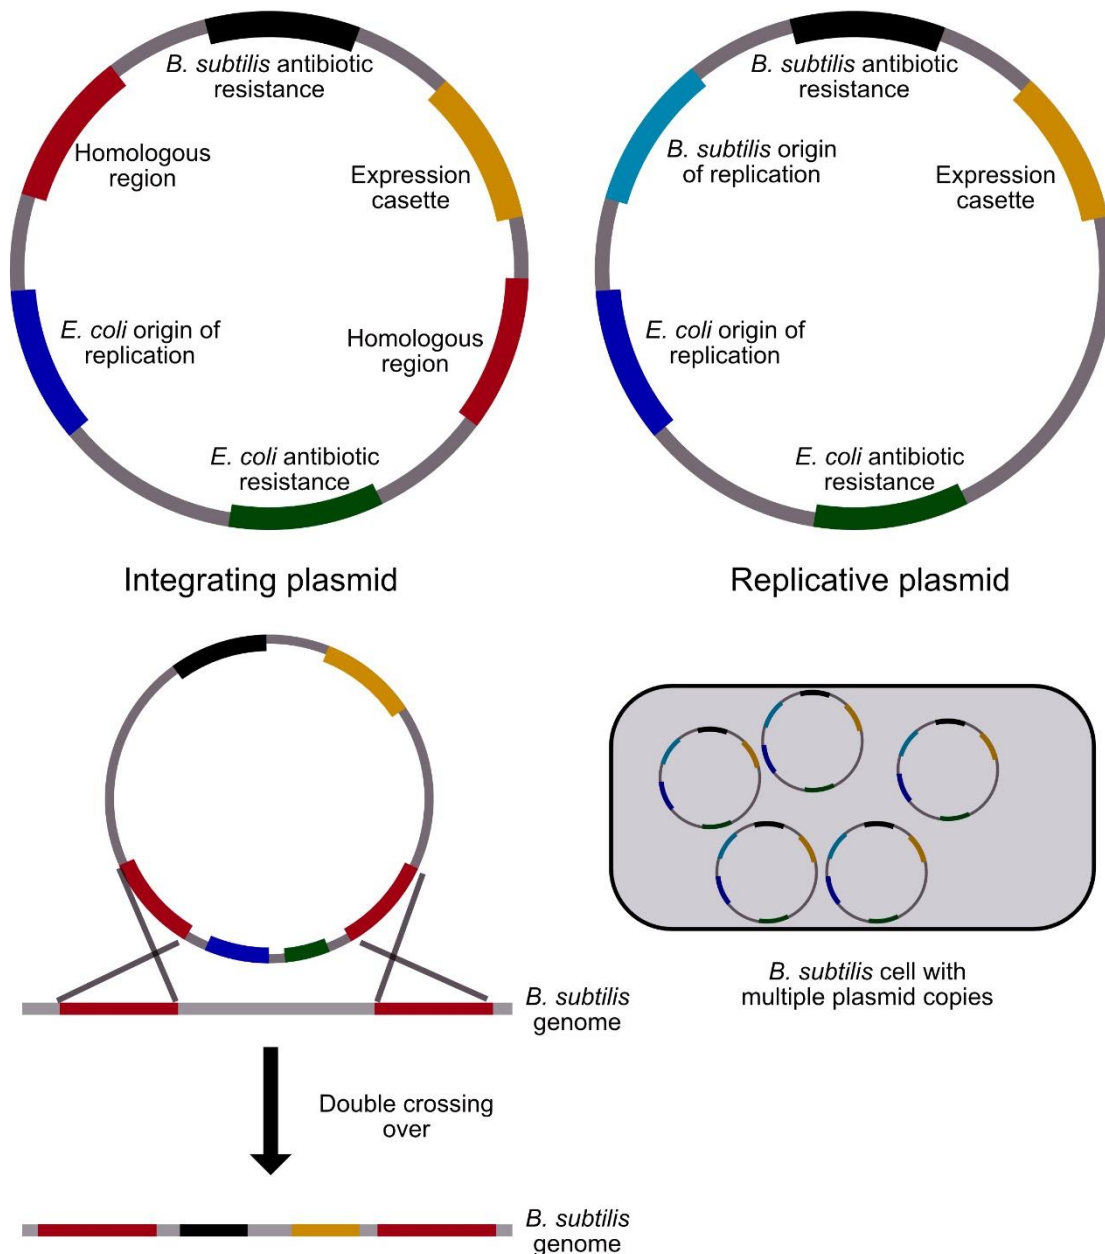 B. subtilis antibiotic
resistance
Homologous
region
Expression
casette
E. coli origin of
replication
Homologous
region
E. coli antibiotic
resistance
Integrating plasmid
B. subtilis antibiotic
resistance
B. subtilis origin
of replication
Expression
casette
E. coli origin of
replication
E. coli antibiotic
resistance
Replicative plasmid
B. subtilis
genome
Double crossing
over
B. subtilis
genome
B. subtilis cell with
multiple plasmid copies